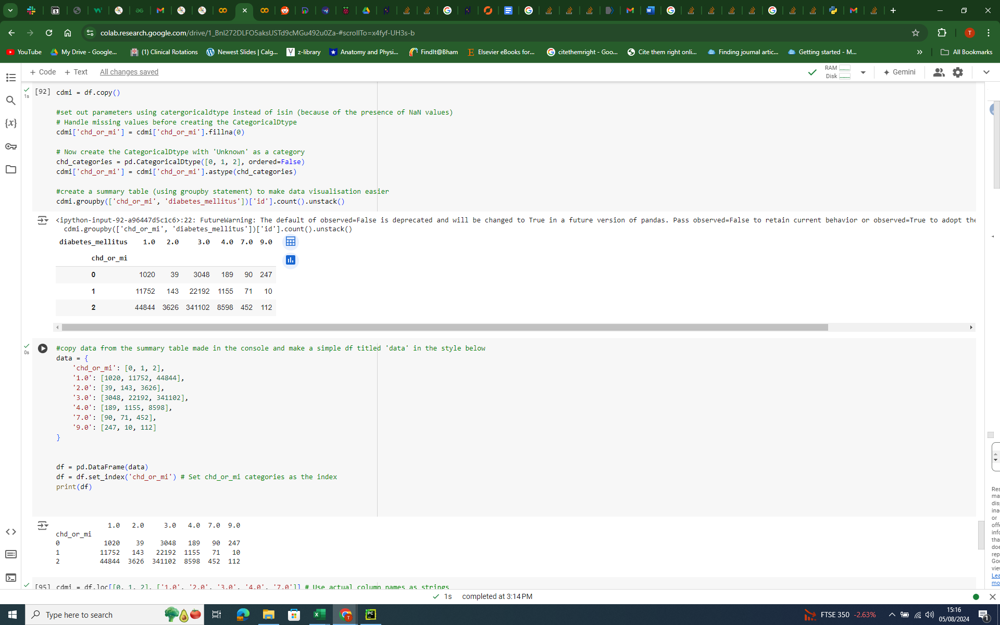 colab.research.google.com/drive/1_BnI272DLFO5aksUSTd9cMGu492u0Za-#scrollTo=x4fyf-UH3s-b
YouTube My Drive - Google... (1) Clinical Rotations Newest Slides | Calg... z-library Anatomy and Physi... FindIt@Bham Elsevier eBooks for... citethemright - Goo... Cite them right onli... Finding journal artic... Getting started - M... » All Bookmarks
+ Code + Text All changes saved RAM Disk Gemini
[92] cdmi = df.copy()
1s
#set out parameters using catergoricaldtype instead of isin (because of the presence of NaN values)
# Handle missing values before creating the CategoricalDtype
cdmi['chd_or_mi'] = cdmi['chd_or_mi'].fillna(0)
# Now create the CategoricalDtype with 'Unknown' as a category
chd_categories = pd.CategoricalDtype([0, 1, 2], ordered=False)
cdmi['chd_or_mi'] = cdmi['chd_or_mi'].astype(chd_categories)
#create a summary table (using groupby statement) to make data visualisation easier
cdmi.groupby(['chd_or_mi', 'diabetes_mellitus'])['id'].count().unstack()
<ipython-input-92-a96447d5c1c6>:22: FutureWarning: The default of observed=False is deprecated and will be changed to True in a future version of pandas. Pass observed=False to retain current behavior or observed=True to adopt the
cdmi.groupby(['chd_or_mi', 'diabetes_mellitus'])['id'].count().unstack()
diabetes_mellitus 1.0 2.0 3.0 4.0 7.0 9.0
chd_or_mi
0 1020 39 3048 189 90 247
1 11752 143 22192 1155 71 10
2 44844 3626 341102 8598 452 112
#copy data from the summary table made in the console and make a simple df titled 'data' in the style below
0s
data = {
'chd_or_mi': [0, 1, 2],
'1.0': [1020, 11752, 44844],
'2.0': [39, 143, 3626],
'3.0': [3048, 22192, 341102],
'4.0': [189, 1155, 8598],
'7.0': [90, 71, 452],
'9.0': [247, 10, 112]
}
df = pd.DataFrame(data)
df = df.set_index('chd_or_mi') # Set chd_or_mi categories as the index
print(df)
1.0 2.0 3.0 4.0 7.0 9.0
chd_or_mi
0 1020 39 3048 189 90 247
1 11752 143 22192 1155 71 10
2 44844 3626 341102 8598 452 112
[95] cdmi = df.loc[[0, 1, 2], ['1.0', '2.0', '3.0', '4.0', '7.0']] # Use actual column names as strings
Res
ma
dis
ina
or
offe
info
tha
doe
rep
Goo
vie
Lea
mo
1s completed at 3:14 PM
Type here to search
FTSE 350 -2.63%
15:16
05/08/2024
1